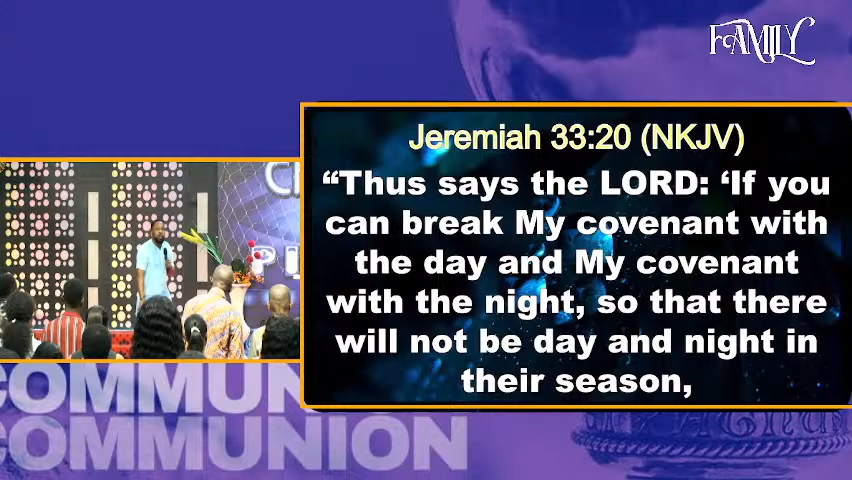 FAMILY
Jeremiah 33:20 (NKJV)
“Thus says the LORD: ‘If you
can break My covenant with
the day and My covenant
with the night, so that there
will not be day and night in
their season,
COMMUN
COMMUNION